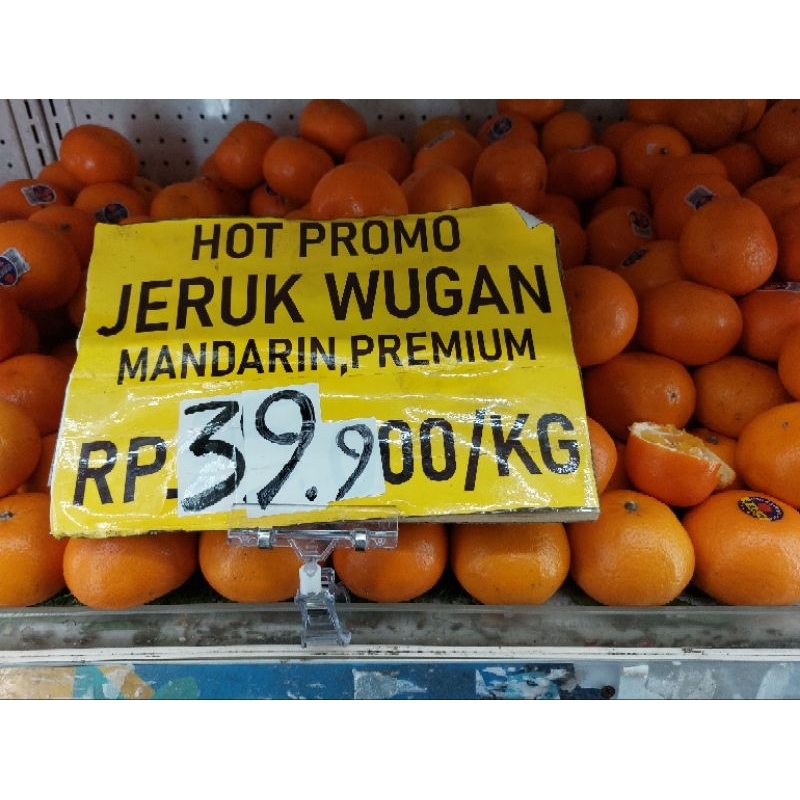 HOT PROMO
JERUK WUGAN
MANDARIN,PREMIUM
RP 39.900/KG